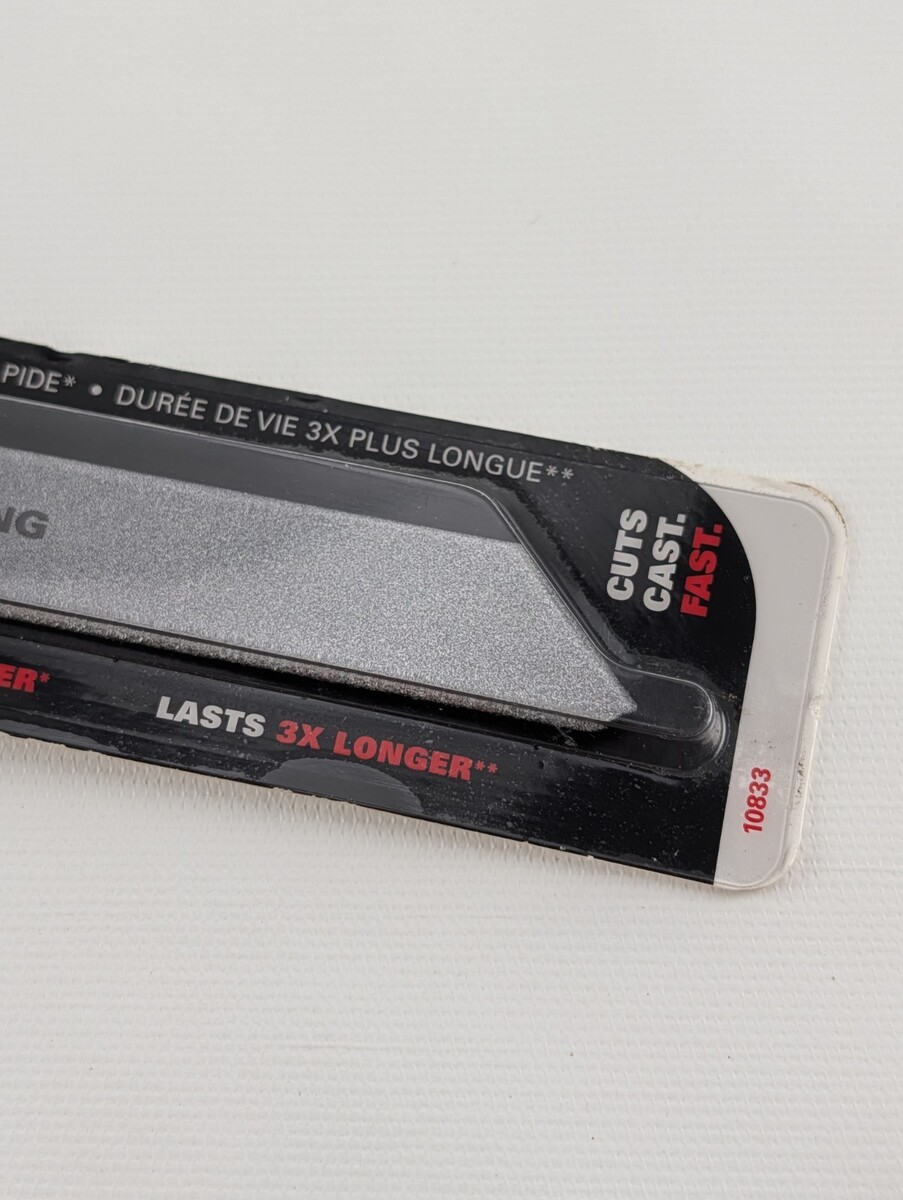 PIDE* • DURÉE DE VIE 3X PLUS LONGUE**
NG
CUTS
CAST.
FAST.
ER*
LASTS 3X LONGER**
10833